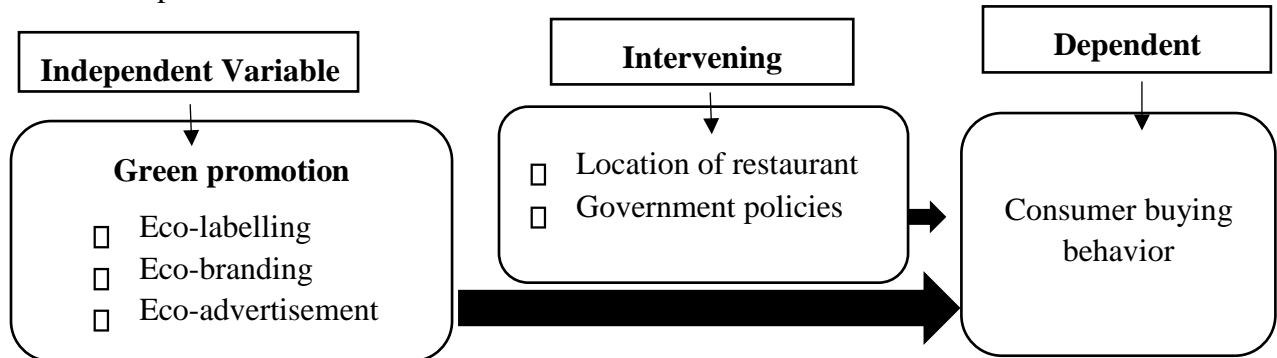 Independent Variable
Intervening
Dependent
Green promotion
Eco-labelling
Eco-branding
Eco-advertisement
Location of restaurant
Government policies
Consumer buying
behavior